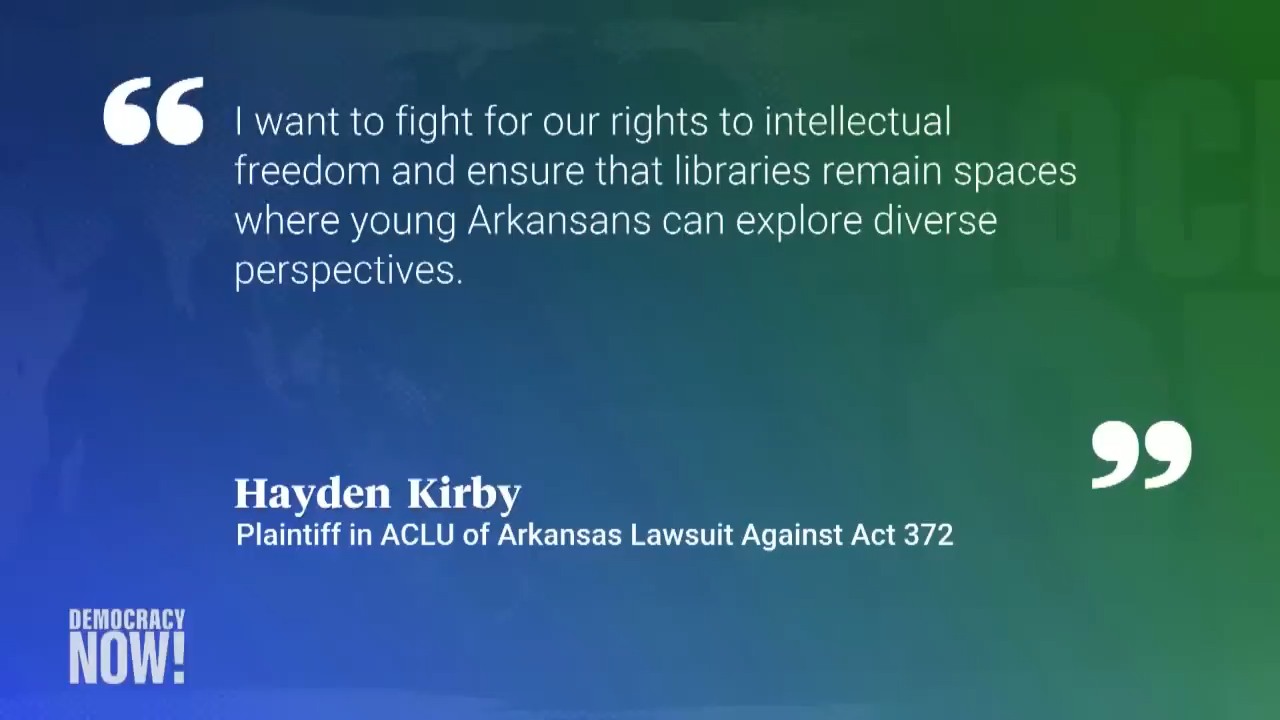 “ I want to fight for our rights to intellectual
freedom and ensure that libraries remain spaces
where young Arkansans can explore diverse
perspectives.
”
Hayden Kirby
Plaintiff in ACLU of Arkansas Lawsuit Against Act 372
DEMOCRACY
NOW!